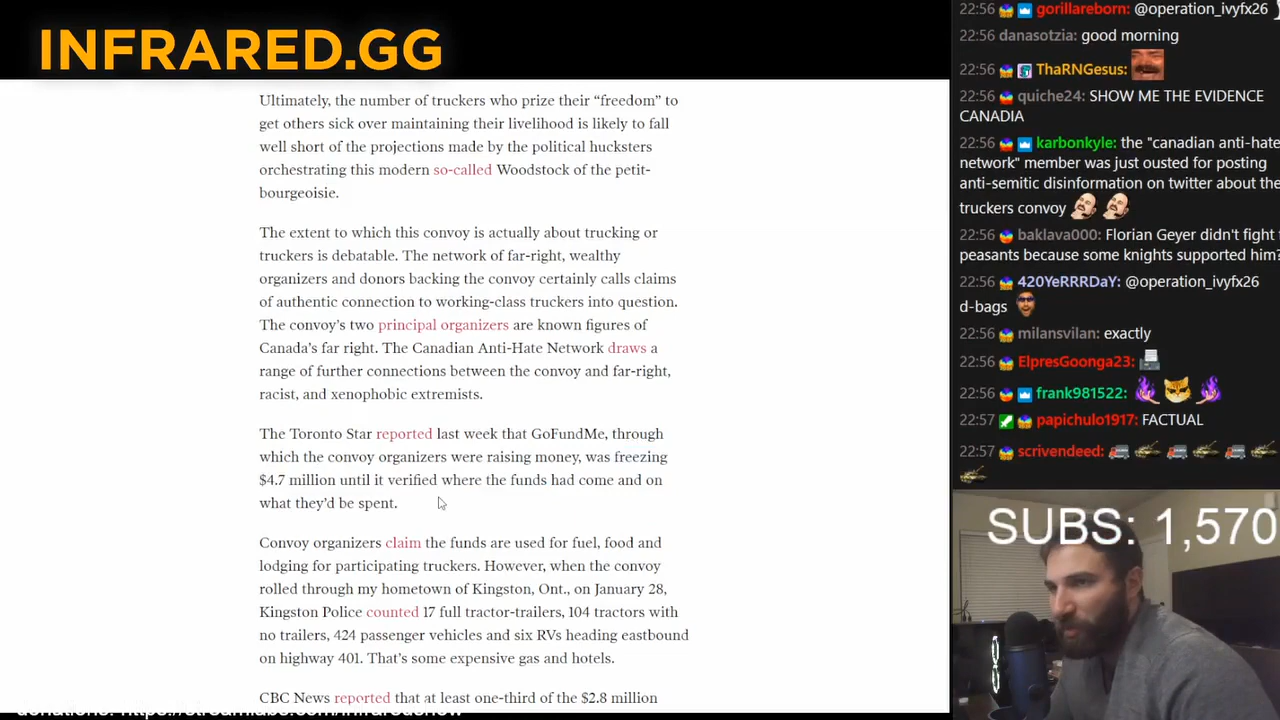 INFRARED.GG
Ultimately, the number of truckers who prize their “freedom” to
get others sick over maintaining their livelihood is likely to fall
well short of the projections made by the political hucksters
orchestrating this modern so-called Woodstock of the petit-
bourgeoisie.
The extent to which this convoy is actually about trucking or
truckers is debatable. The network of far-right, wealthy
organizers and donors backing the convoy certainly calls claims
of authentic connection to working-class truckers into question.
The convoy’s two principal organizers are known figures of
Canada’s far right. The Canadian Anti-Hate Network draws a
range of further connections between the convoy and far-right,
racist, and xenophobic extremists.
The Toronto Star reported last week that GoFundMe, through
which the convoy organizers were raising money, was freezing
$4.7 million until it verified where the funds had come and on
what they’d be spent.
Convoy organizers claim the funds are used for fuel, food and
lodging for participating truckers. However, when the convoy
rolled through my hometown of Kingston, Ont., on January 28,
Kingston Police counted 17 full tractor-trailers, 104 tractors with
no trailers, 424 passenger vehicles and six RVs heading eastbound
on highway 401. That’s some expensive gas and hotels.
CBC News reported that at least one-third of the $2.8 million
donations: https://streamlabs.com/infraredshow
22:56 gorillareborn: @operation_ivyfx26
22:56 danasotzia: good morning
22:56 ThaRNGesus:
22:56 quiche24: SHOW ME THE EVIDENCE
CANADIA
22:56 karbonkyle: the "canadian anti-hate
network" member was just ousted for posting
anti-semitic disinformation on twitter about the
truckers convoy
22:56 baklava000: Florian Geyer didn't fight
peasants because some knights supported him?
22:56 420YeRRRDaY: @operation_ivyfx26
d-bags
22:56 milansvilan: exactly
22:56 ElpresGoonga23:
22:56 frank981522:
22:57 papichulo1917: FACTUAL
22:57 scrivendeed:
SUBS: 1,570